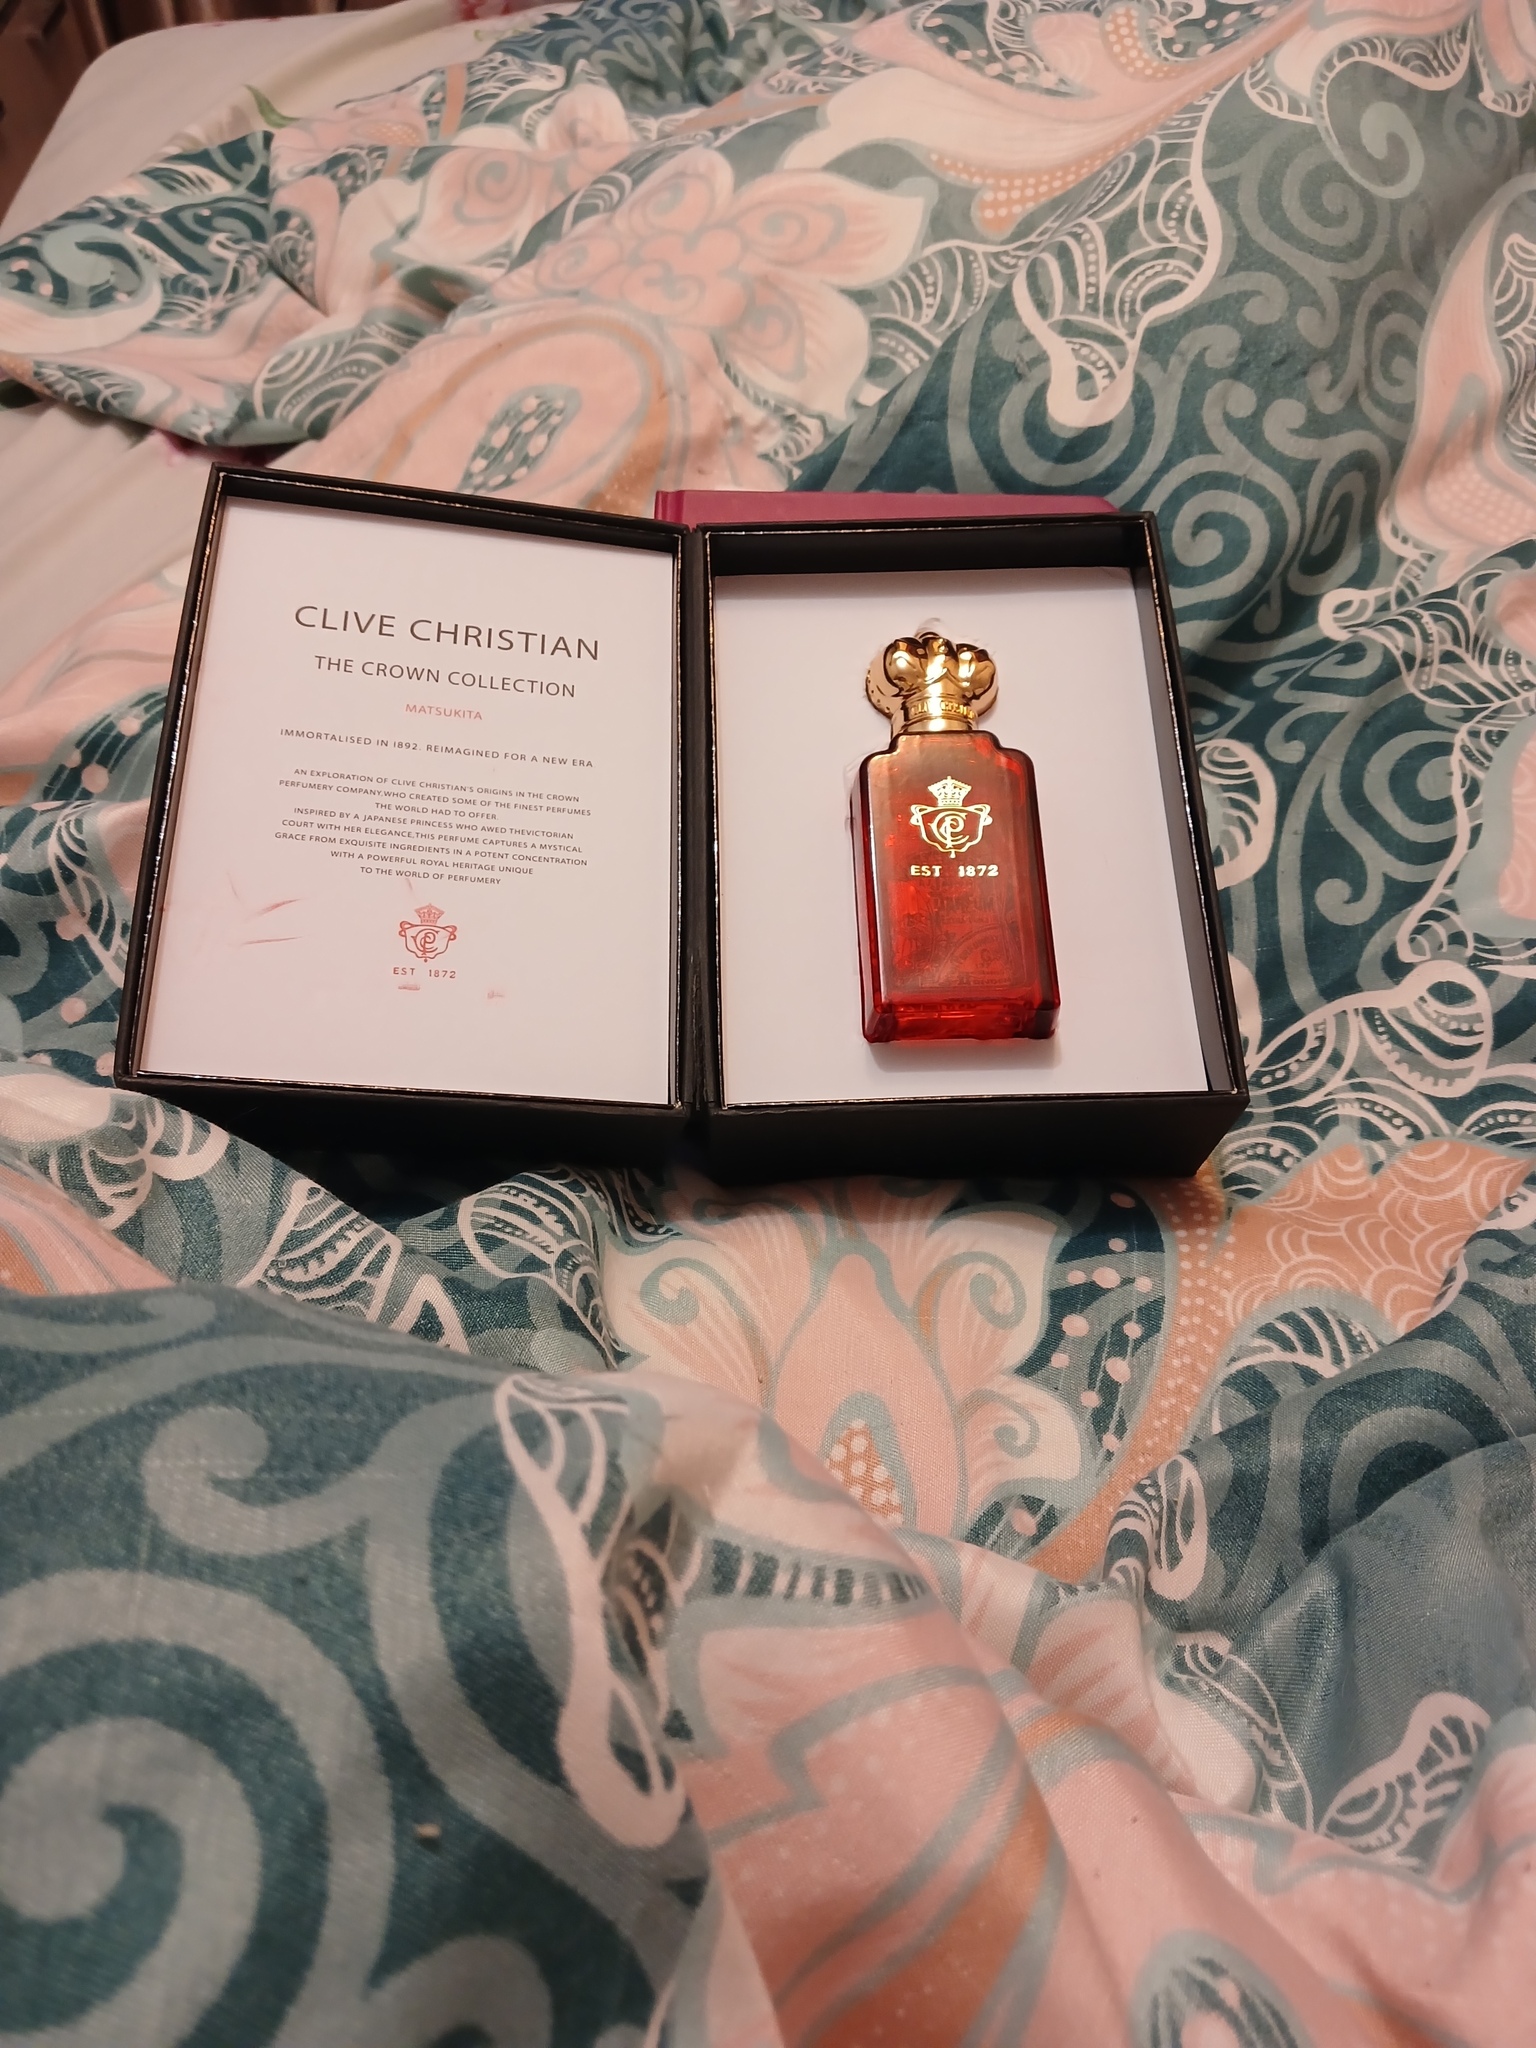 CLIVE CHRISTIAN
THE CROWN COLLECTION
MATSUKITA
IMMORTALISED IN 1892. REIMAGINED FOR A NEW ERA
AN EXPLORATION OF CLIVE CHRISTIAN'S ORIGINS IN THE CROWN
PERFUMERY COMPANY.WHO CREATED SOME OF THE FINEST PERFUMES
THE WORLD HAD TO OFFER.
INSPIRED BY A JAPANESE PRINCESS WHO AWED THEVICTORIAN
COURT WITH HER ELEGANCE,THIS PERFUME CAPTURES A MYSTICAL
GRACE FROM EXQUISITE INGREDIENTS IN A POTENT CONCENTRATION
WITH A POWERFUL ROYAL HERITAGE UNIQUE
TO THE WORLD OF PERFUMERY
EST 1872
EST 1872